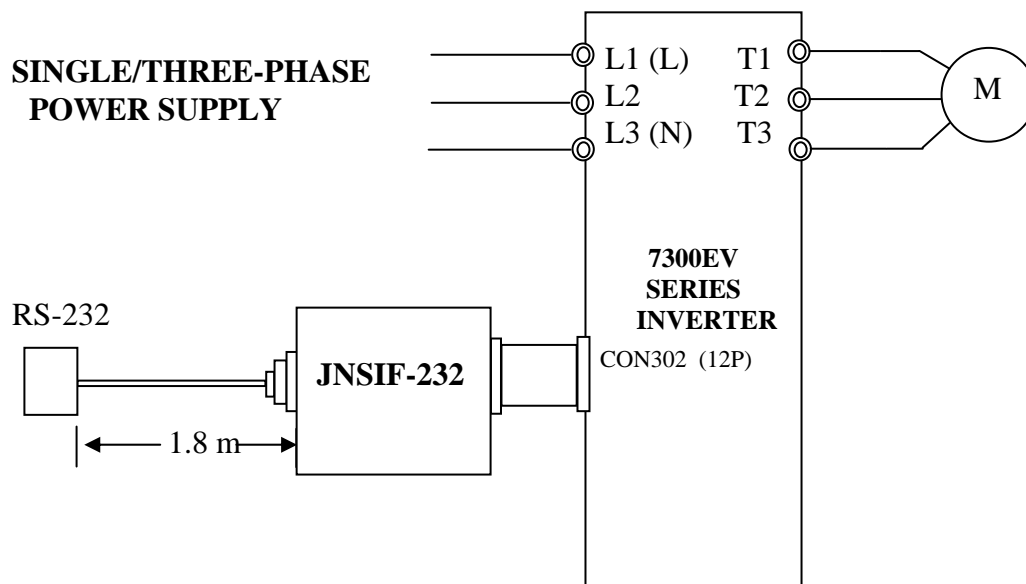 SINGLE/THREE-PHASE
POWER SUPPLY
L1 (L)
L2
L3 (N)
T1
T2
T3
M
7300EV
SERIES
INVERTER
CON302 (12P)
RS-232
JNSIF-232
1.8 m